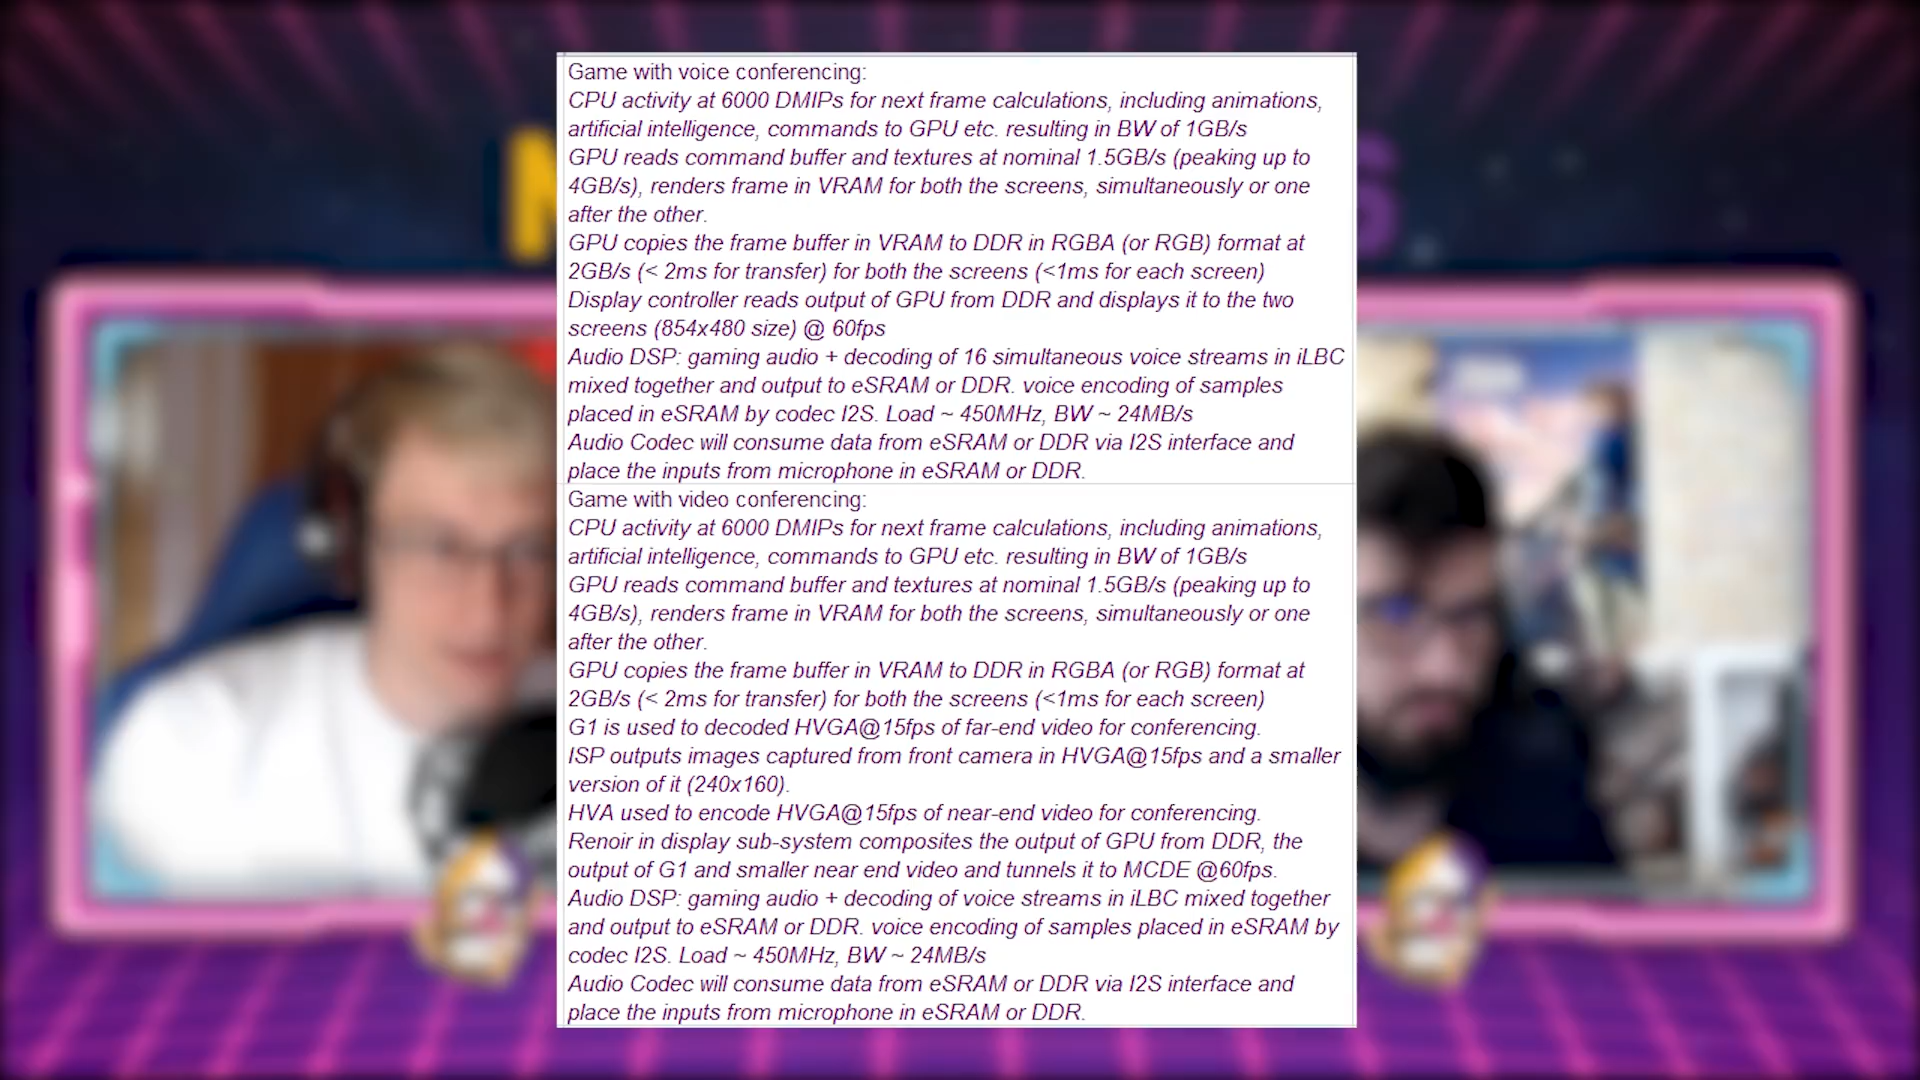 Game with voice conferencing:
CPU activity at 6000 DMIPs for next frame calculations, including animations,
artificial intelligence, commands to GPU etc. resulting in BW of 1GB/s
GPU reads command buffer and textures at nominal 1.5GB/s (peaking up to
4GB/s), renders frame in VRAM for both the screens, simultaneously or one
after the other.
GPU copies the frame buffer in VRAM to DDR in RGBA (or RGB) format at
2GB/s (< 2ms for transfer) for both the screens (<1ms for each screen)
Display controller reads output of GPU from DDR and displays it to the two
screens (854x480 size) @ 60fps
Audio DSP: gaming audio + decoding of 16 simultaneous voice streams in iLBC
mixed together and output to eSRAM or DDR. voice encoding of samples
placed in eSRAM by codec I2S. Load ~ 450MHz, BW ~ 24MB/s
Audio Codec will consume data from eSRAM or DDR via I2S interface and
place the inputs from microphone in eSRAM or DDR.
Game with video conferencing:
CPU activity at 6000 DMIPs for next frame calculations, including animations,
artificial intelligence, commands to GPU etc. resulting in BW of 1GB/s
GPU reads command buffer and textures at nominal 1.5GB/s (peaking up to
4GB/s), renders frame in VRAM for both the screens, simultaneously or one
after the other.
GPU copies the frame buffer in VRAM to DDR in RGBA (or RGB) format at
2GB/s (< 2ms for transfer) for both the screens (<1ms for each screen)
G1 is used to decoded HVGA@15fps of far-end video for conferencing.
ISP outputs images captured from front camera in HVGA@15fps and a smaller
version of it (240x160).
HVA used to encode HVGA@15fps of near-end video for conferencing.
Renoir in display sub-system composites the output of GPU from DDR, the
output of G1 and smaller near end video and tunnels it to MCDE @60fps.
Audio DSP: gaming audio + decoding of voice streams in iLBC mixed together
and output to eSRAM or DDR. voice encoding of samples placed in eSRAM by
codec I2S. Load ~ 450MHz, BW ~ 24MB/s
Audio Codec will consume data from eSRAM or DDR via I2S interface and
place the inputs from microphone in eSRAM or DDR.